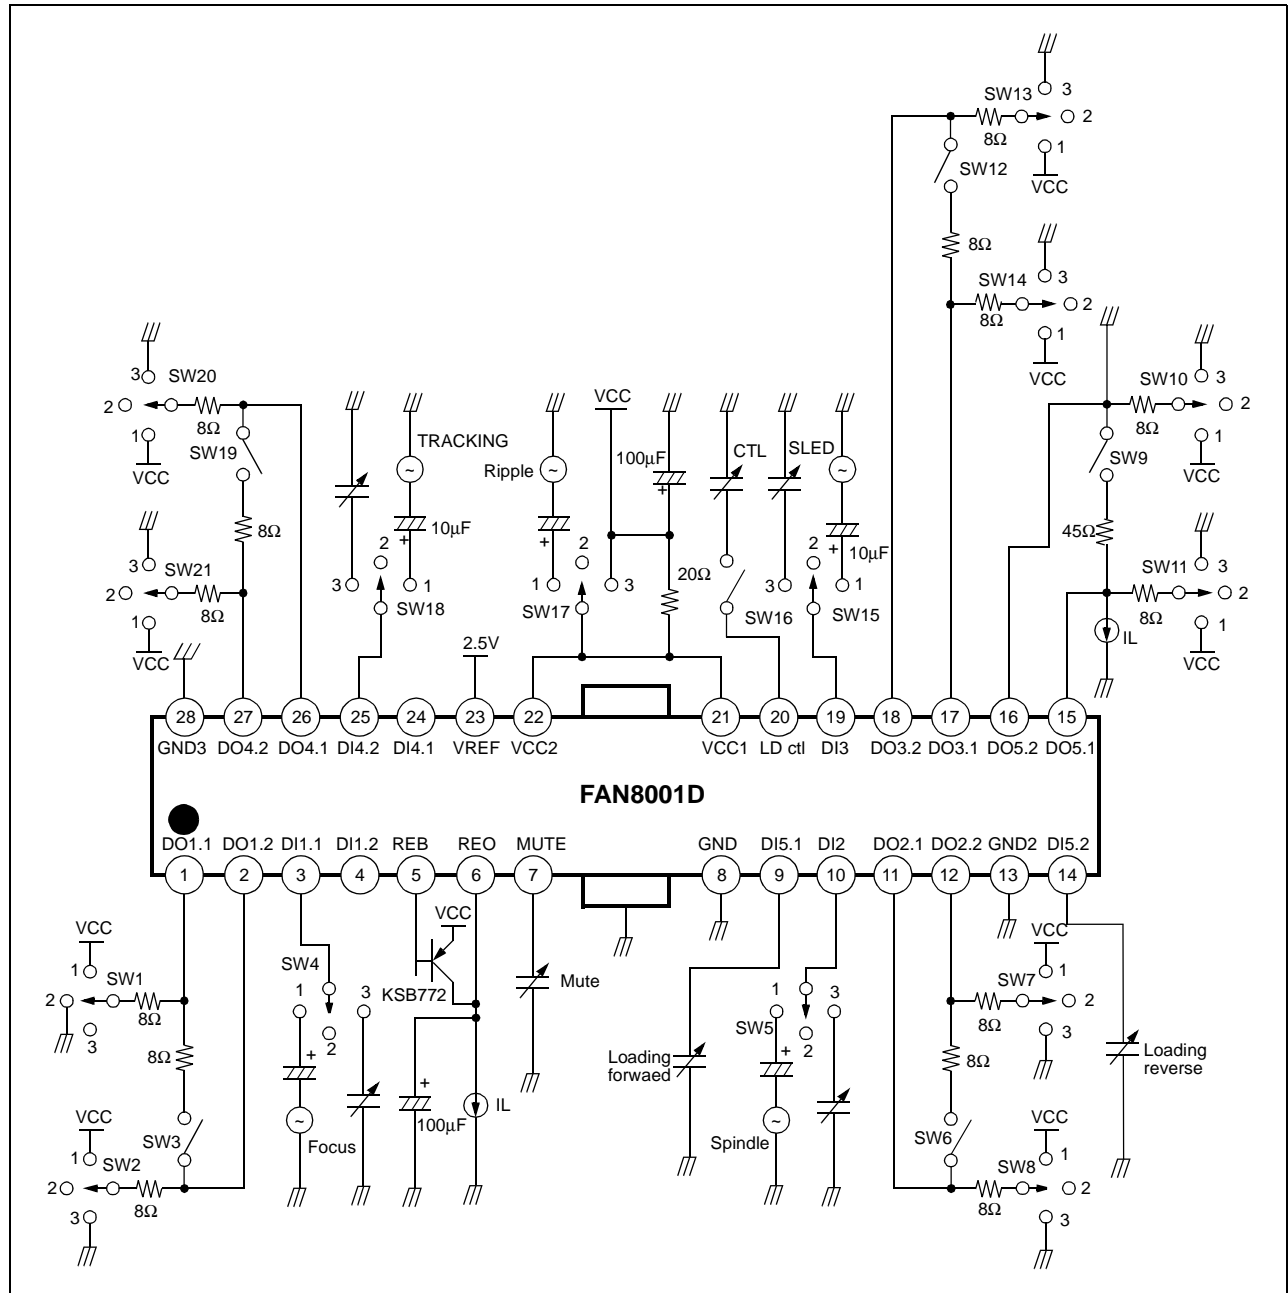 3
SW13
2
8Ω
1
SW12
VCC
8Ω
3
SW14
2
8Ω
1
VCC
3
SW20
2
8Ω
1
SW19
VCC
8Ω
3
SW21
2
8Ω
1
VCC
TRACKING
10μF
2
3
1
SW18
Ripple
2
1
3
SW17
VCC
100μF
20Ω
CTL
SW16
SLED
10μF
2
3
1
SW15
2.5V
3
SW10
2
8Ω
1
SW9
VCC
45Ω
3
SW11
2
8Ω
1
IL
VCC
28 27 26 25 24 23 22 21 20 19 18 17 16 15
GND3 DO4.2 DO4.1 DI4.2 DI4.1 VREF VCC2 VCC1 LD ctl DI3 DO3.2 DO3.1 DO5.2 DO5.1
FAN8001D
DO1.1 DO1.2 DI1.1 DI1.2 REB REO MUTE GND DI5.1 DI2 DO2.1 DO2.2 GND2 DI5.2
1 2 3 4 5 6 7 8 9 10 11 12 13 14
VCC
1
SW1
2
8Ω
3
8Ω
SW3
VCC
1
SW2
2
8Ω
3
SW4
1
3
2
+
Focus
VCC
KSB772
+
100μF
IL
Mute
Loading
forwaed
SW5
1
3
2
+
Spindle
VCC
1
SW7
2
8Ω
3
8Ω
SW6
VCC
1
SW8
2
8Ω
3
Loading
reverse